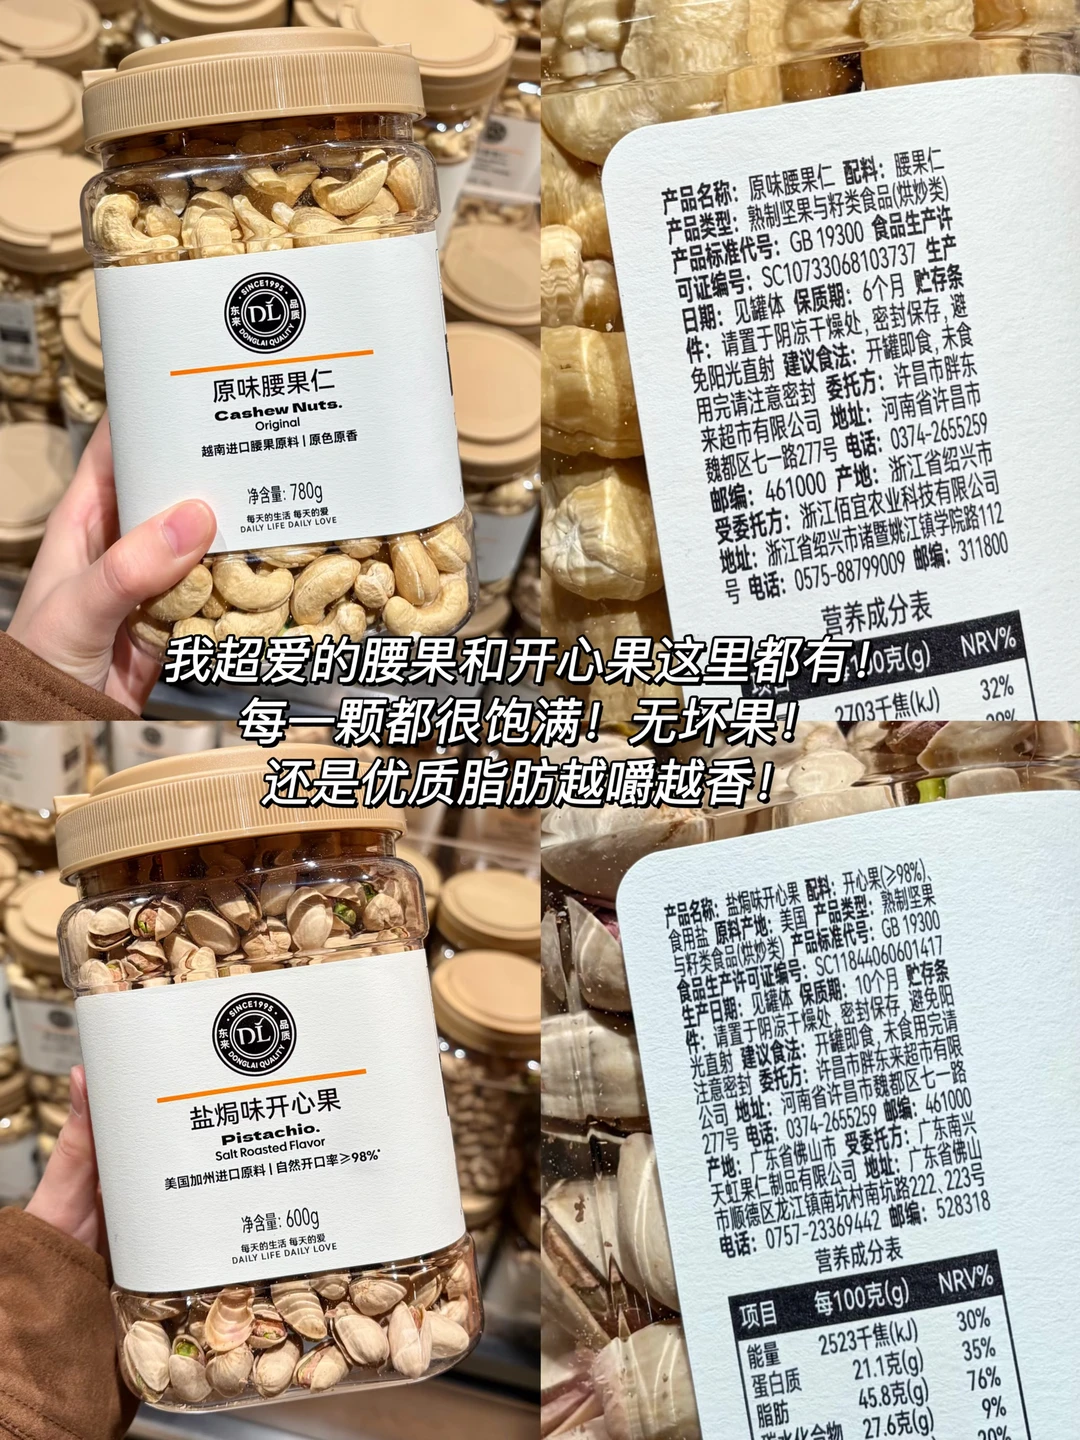 SINCE1995
东来
DL
品质
DONGLAI QUALITY
原味腰果仁
Cashew Nuts.
Original
越南进口腰果原料 | 原色原香
净含量: 780g
每天的生活 每天的爱
DAILY LIFE DAILY LOVE
产品名称: 原味腰果仁 配料: 腰果仁
产品类型: 熟制坚果与籽类食品(烘炒类)
产品标准代号: GB 19300 食品生产许
可证编号: SC10733068103737 生产
日期: 见罐体 保质期: 6个月 贮存条
件: 请置于阴凉干燥处, 密封保存, 避
免阳光直射 建议食法: 开罐即食, 未食
用完请注意密封 委托方: 许昌市胖东
来超市有限公司 地址: 河南省许昌市
魏都区七一路277号 电话: 0374-2655259
邮编: 461000 产地: 浙江省绍兴市
受委托方: 浙江佰宜农业科技有限公司
地址: 浙江省绍兴市诸暨姚江镇学院路112
号 电话: 0575-88799009 邮编: 311800
营养成分表
NRV%
2703千焦(kJ) 32%
我超爱的腰果和开心果这里都有!
每一颗都很饱满! 无坏果!
还是优质脂肪越嚼越香!
SINCE1995
东来
DL
品质
DONGLAI QUALITY
盐焗味开心果
Pistachio.
Salt Roasted Flavor
美国加州进口原料 | 自然开口率≥98%*
净含量: 600g
每天的生活 每天的爱
DAILY LIFE DAILY LOVE
产品名称: 盐焗味开心果 配料: 开心果(≥98%)、
食用盐 原料产地: 美国 产品类型: 熟制坚果
与籽类食品(烘炒类) 产品标准代号: GB 19300
食品生产许可证编号: SC11844060601417
生产日期: 见罐体 保质期: 10个月 贮存条
件: 请置于阴凉干燥处, 密封保存, 避免阳
光直射 建议食法: 开罐即食, 未食用完请
注意密封 委托方: 许昌市胖东来超市有限
公司 地址: 河南省许昌市魏都区七一路
277号 电话: 0374-2655259 邮编: 461000
产地: 广东省佛山市 受委托方: 广东南兴
天虹果仁制品有限公司 地址: 广东省佛山
市顺德区龙江镇南坑村南坑路222、223号
电话: 0757-23369442 邮编: 528318
营养成分表
项目 每100克(g) NRV%
能量 2523千焦(kJ) 30%
蛋白质 21.1克(g) 35%
脂肪 45.8克(g) 76%
碳水化合物 27.6克(g) 9%